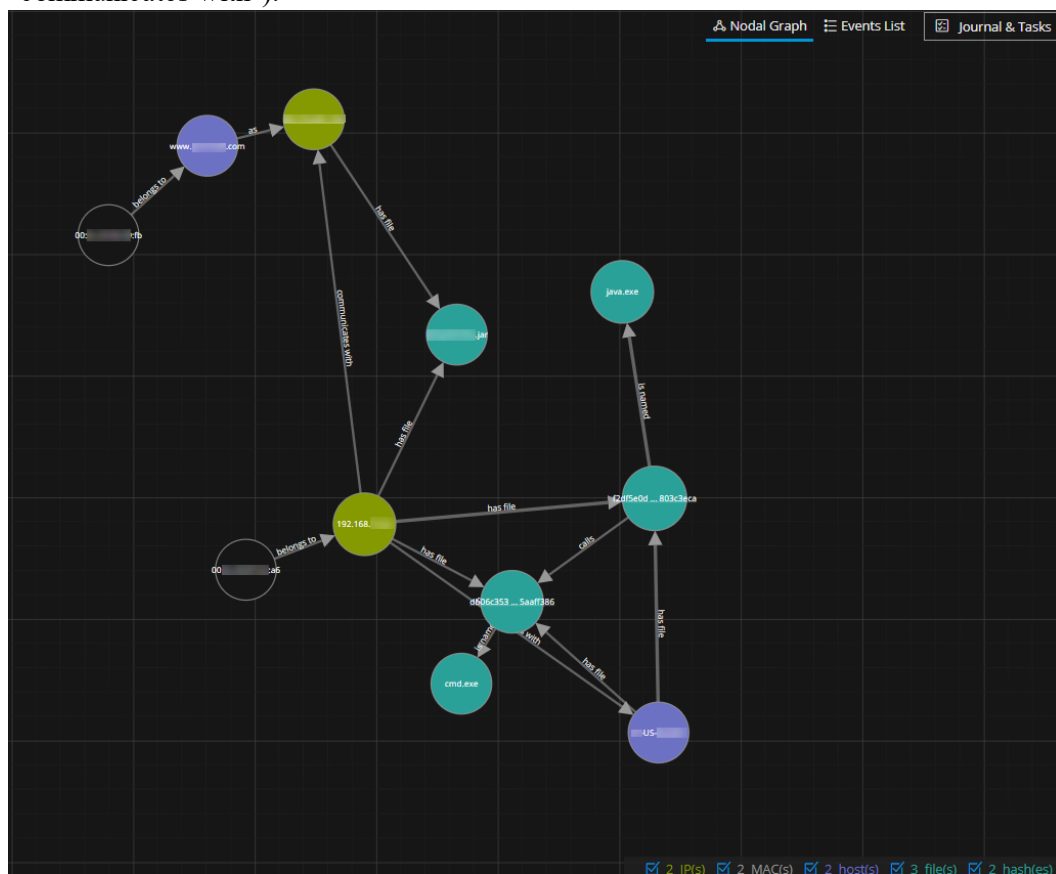 Nodal Graph
Events List
Journal & Tasks
www. .com
as
belongs to
00: :fb
has file
communicates with
.jar
java.exe
is named
has file
192.168.
has file
f2df5e0d ... 803c3eca
belongs to
00 :a6
has file
calls
d606c353 ... 5aaff386
with
has file
has file
cmd.exe
-US-
2 IP(s)
2 MAC(s)
2 host(s)
3 file(s)
2 hash(es)